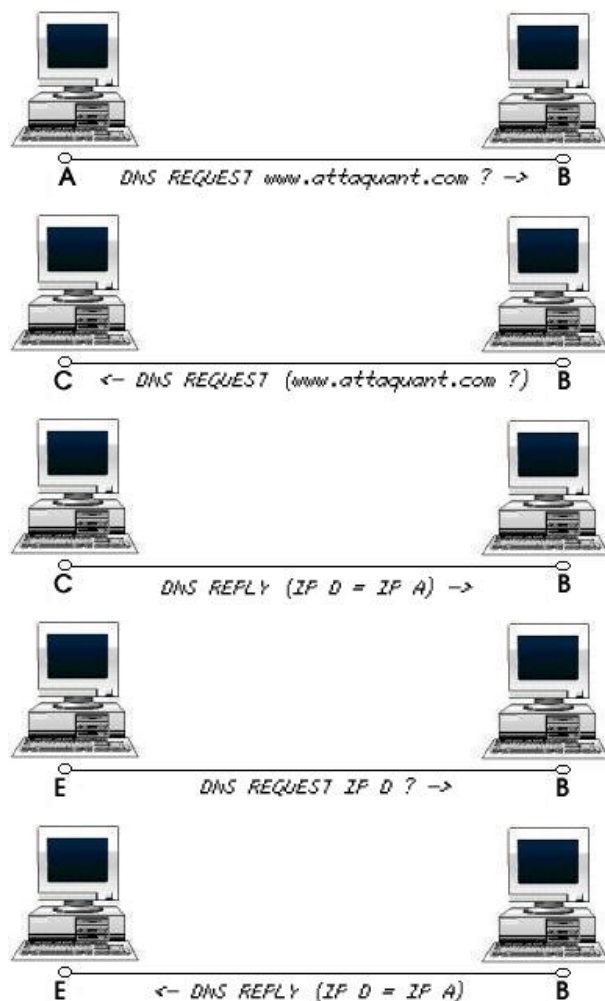 A DNS REQUEST www.attaquant.com ? -> B
C <- DNS REQUEST (www.attaquant.com ?) B
C DNS REPLY (IP D = IP A) -> B
E DNS REQUEST IP D ? -> B
E <- DNS REPLY (IP D = IP A) B